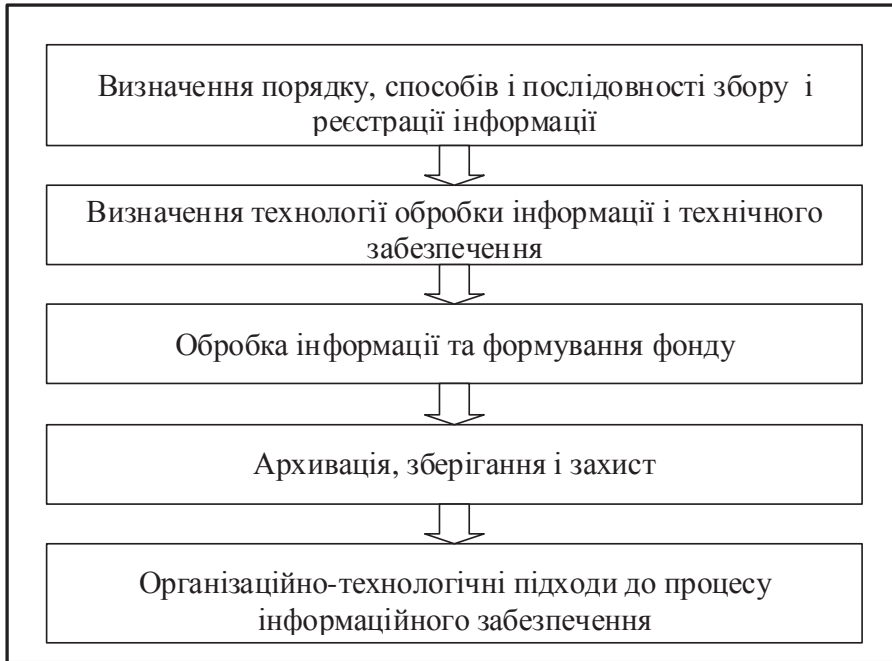 Визначення порядку, способів і послідовності збору і
реєстрації інформації
Визначення технології обробки інформації і технічного
забезпечення
Обробка інформації та формування фонду
Архивація, зберігання і захист
Організаційно-технологічні підходи до процесу
інформаційного забезпечення